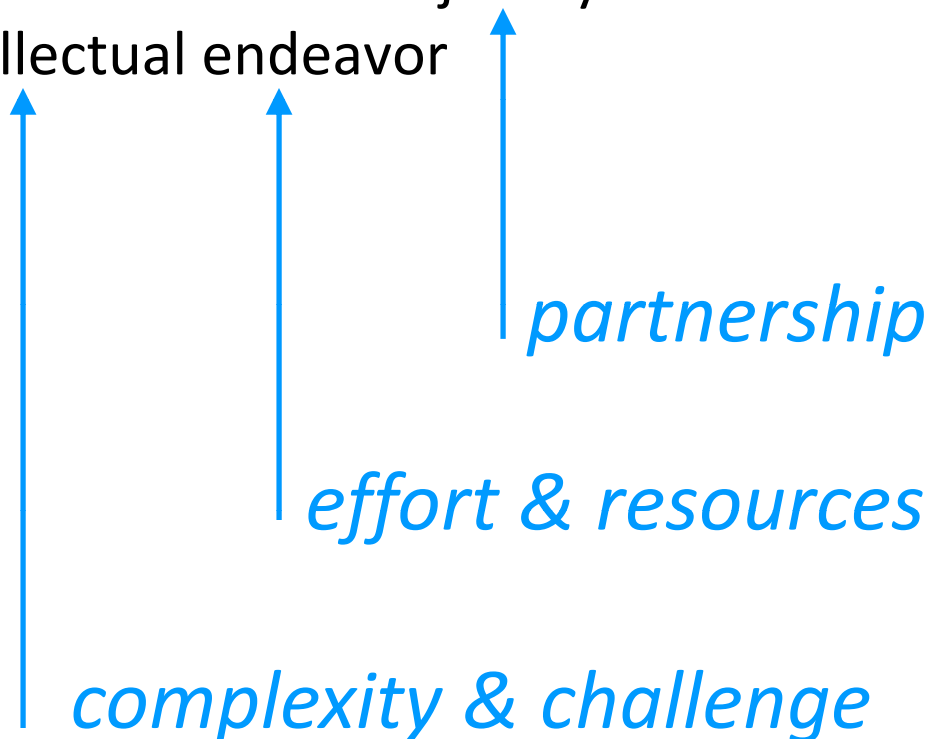 llectual endeavor
partnership
effort & resources
complexity & challenge